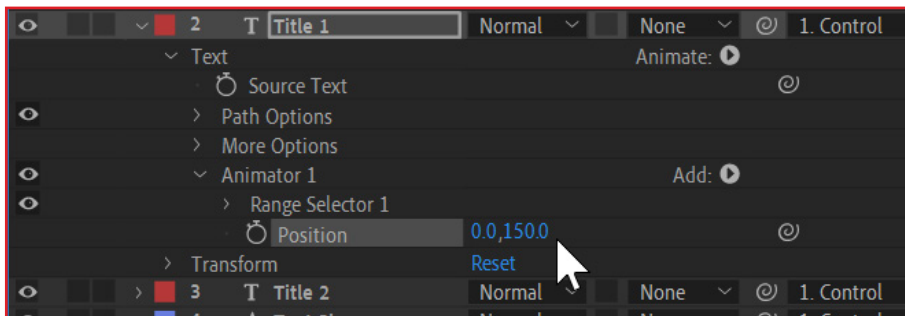 2 T Title 1 Normal None 1. Control
Text Animate:
Source Text
Path Options
More Options
Animator 1 Add:
Range Selector 1
Position 0.0,150.0
Transform Reset
3 T Title 2 Normal None 1. Control